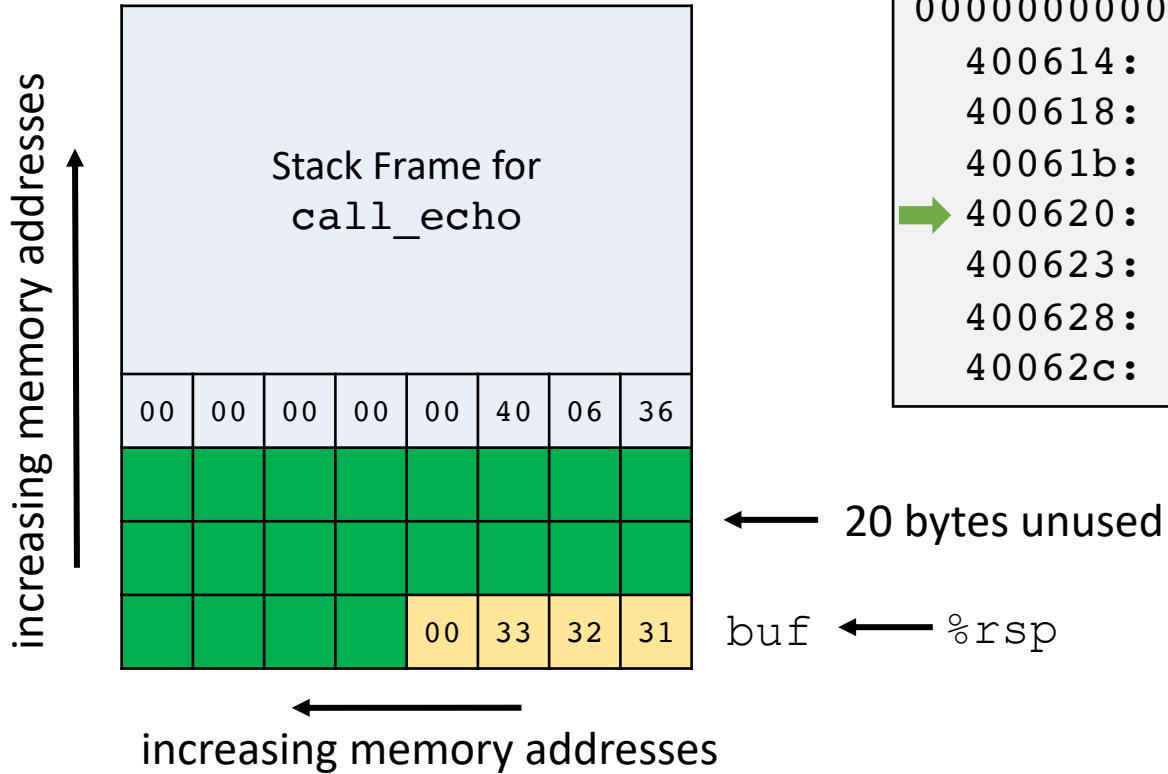 increasing memory addresses
Stack Frame for
call_echo
00 00 00 00 00 40 06 36
00 33 32 31
buf
%rsp
20 bytes unused
increasing memory addresses
0000000000
400614:
400618:
40061b:
400620:
400623:
400628:
40062c: